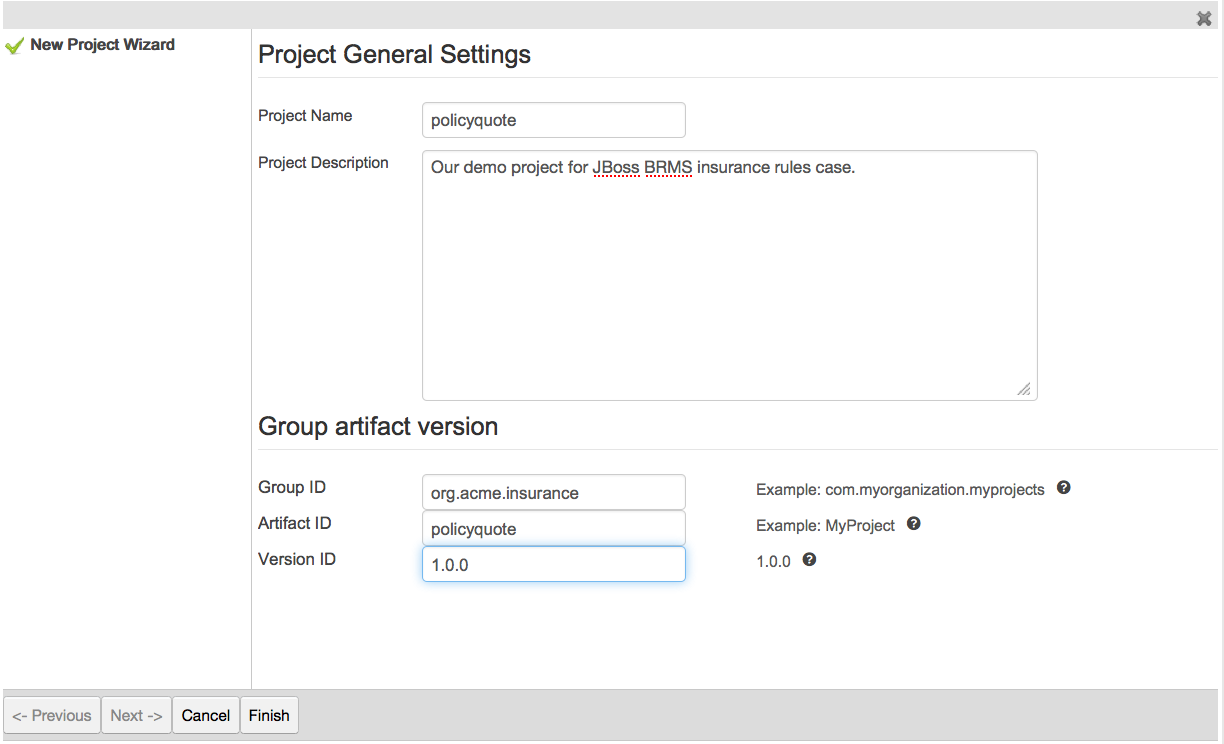 New Project Wizard
Project General Settings
Project Name
policyquote
Project Description
Our demo project for JBoss BRMS insurance rules case.
Group artifact version
Group ID
org.acme.insurance
Example: com.myorganization.myprojects ?
Artifact ID
policyquote
Example: MyProject ?
Version ID
1.0.0
1.0.0 ?
<- Previous
Next ->
Cancel
Finish